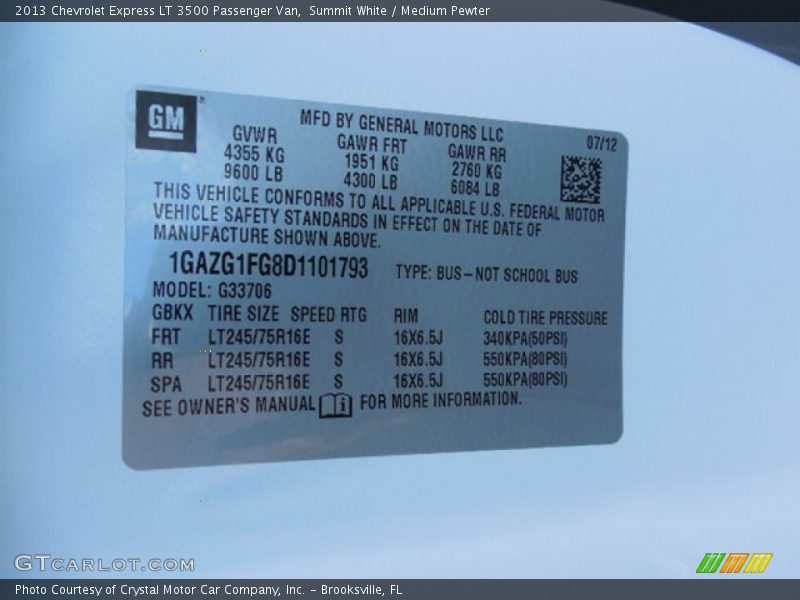 2013 Chevrolet Express LT 3500 Passenger Van,  Summit White / Medium Pewter
GM
MFD BY GENERAL MOTORS LLC
07/12
GVWR GAWR FRT GAWR RR
4355 KG 1951 KG 2760 KG
9600 LB 4300 LB 6084 LB
THIS VEHICLE CONFORMS TO ALL APPLICABLE U.S. FEDERAL MOTOR
VEHICLE SAFETY STANDARDS IN EFFECT ON THE DATE OF
MANUFACTURE SHOWN ABOVE.
1GAZG1FG8D1101793 TYPE: BUS-NOT SCHOOL BUS
MODEL: G33706
GBKX TIRE SIZE SPEED RTG RIM COLD TIRE PRESSURE
FRT LT245/75R16E S 16X6.5J 340KPA(50PSI)
RR LT245/75R16E S 16X6.5J 550KPA(80PSI)
SPA LT245/75R16E S 16X6.5J 550KPA(80PSI)
SEE OWNER'S MANUAL i FOR MORE INFORMATION.
GTCARLOT.COM
Photo Courtesy of Crystal Motor Car Company, Inc. - Brooksville, FL